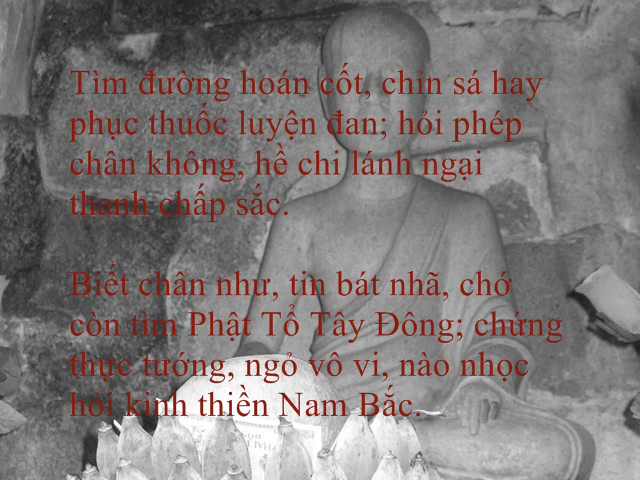 Tìm đường hoán cốt, chỉn sá hay
phục thuốc luyện đan; hỏi phép
chân không, hề chi lánh ngại
thanh chấp sắc.
Biết chân như, tin bát nhã, chớ
còn tìm Phật Tổ Tây Đông; chứng
thực tướng, ngỏ vô vi, nào nhọc
hỏi kinh thiền Nam Bắc.